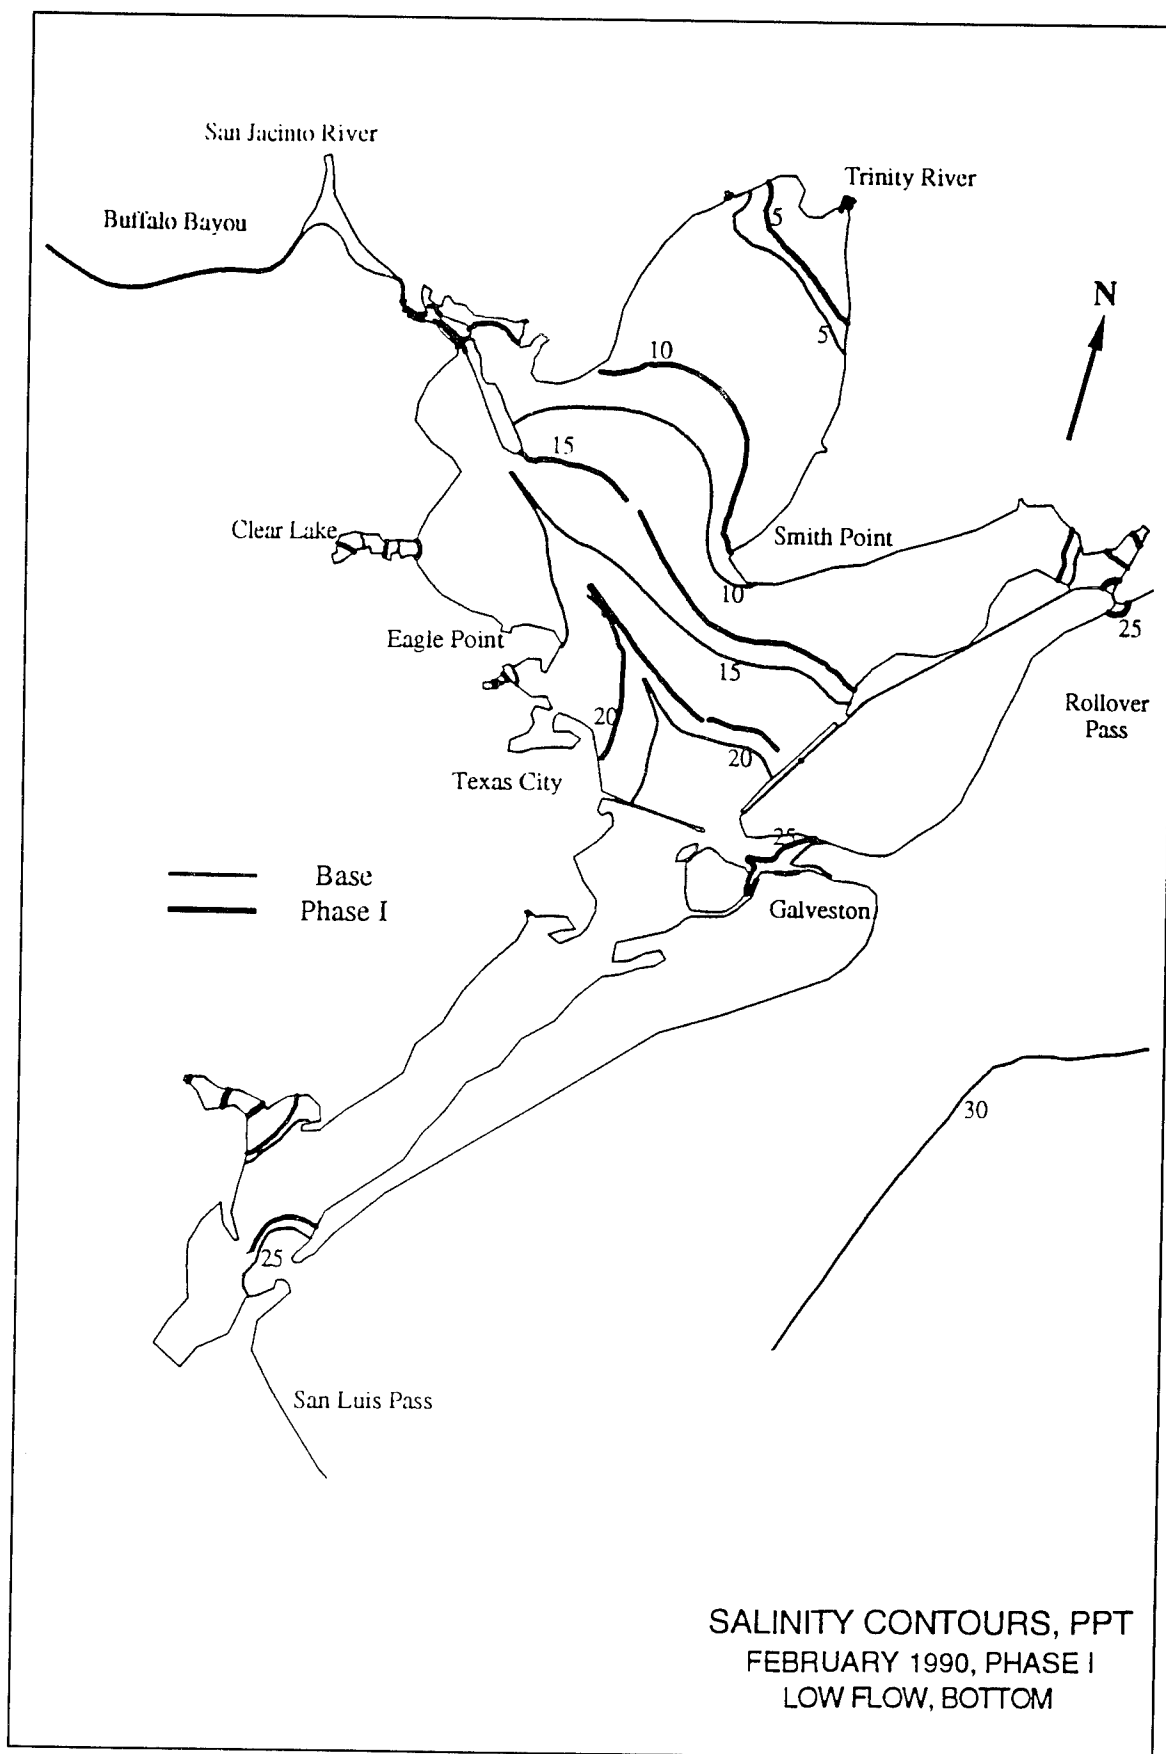 San Jacinto River
Trinity River
Buffalo Bayou
5
N
5
10
15
Clear Lake
Smith Point
10
25
Eagle Point
15
20
Rollover
Pass
20
Texas City
25
Base
Phase I
Galveston
30
25
San Luis Pass
SALINITY CONTOURS, PPT
FEBRUARY 1990, PHASE I
LOW FLOW, BOTTOM